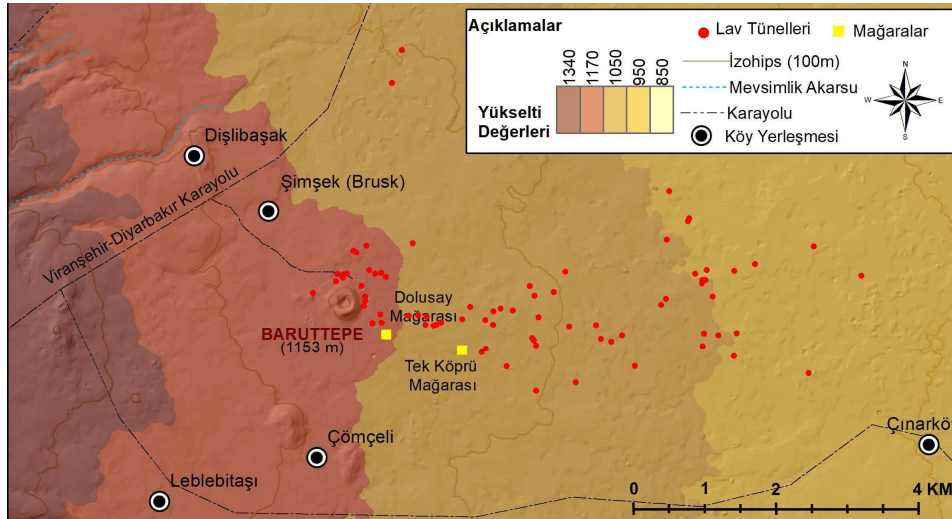 Açıklamalar
Lav Tünelleri
Mağaralar
1340
1170
1050
950
850
İzohips (100m)
Mevsimlik Akarsu
Yükselti
Değerleri
Karayolu
Köy Yerleşmesi
N
W
E
S
Dişlibaşak
Şimşek (Brusk)
Viranşehir-Diyarbakır Karayolu
Dolusay
Mağarası
BARUTTEPE
(1153 m)
Tek Köprü
Mağarası
Çınarkö
Çömçeli
Leblebitaşı
0 1 2 4 KM